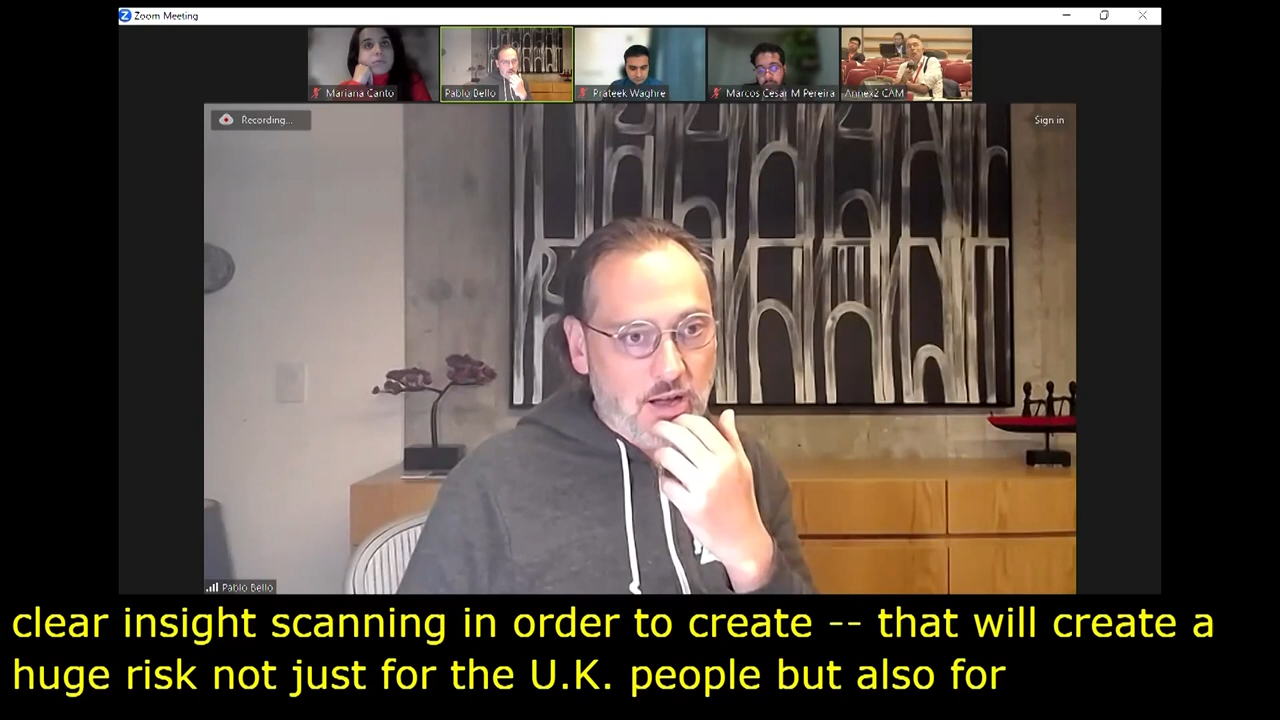 Zoom Meeting
Mariana Canto
Pablo Bello
Prateek Waghre
Marcos Cesar M Pereira
Annex2 CAM
Recording...
Sign in
Pablo Bello
clear insight scanning in order to create -- that will create a
huge risk not just for the U.K. people but also for